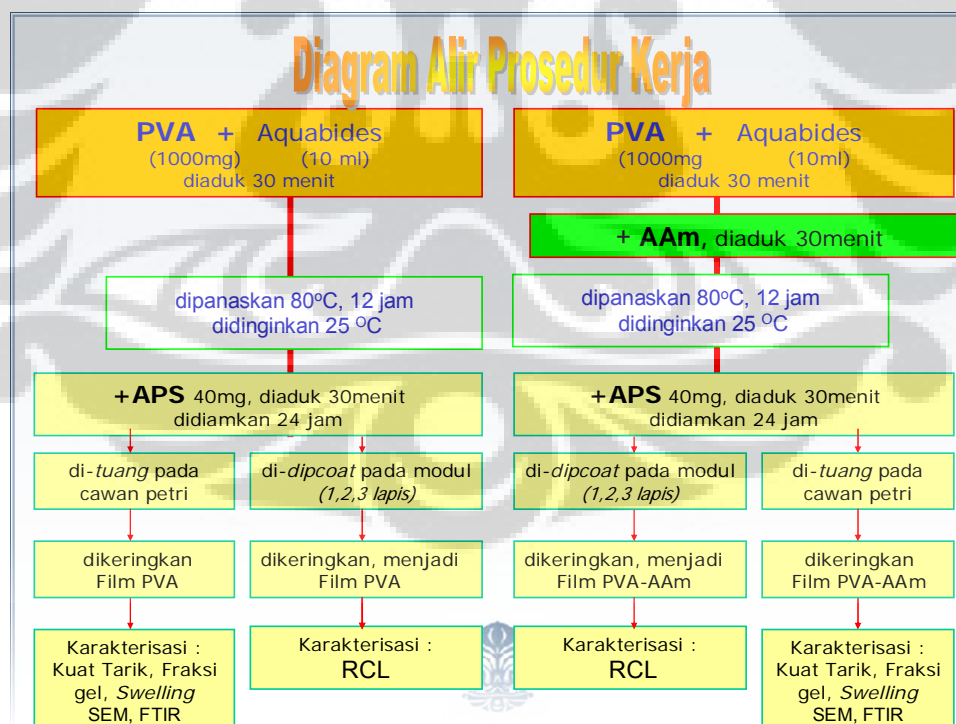 Diagram Alir Prosedur Kerja
PVA + Aquabides
(1000mg) (10 ml)
diaduk 30 menit
PVA + Aquabides
(1000mg (10ml)
diaduk 30 menit
+ AAm, diaduk 30menit
dipanaskan 80ºC, 12 jam
didinginkan 25 ºC
dipanaskan 80ºC, 12 jam
didinginkan 25 ºC
+APS 40mg, diaduk 30menit
didiamkan 24 jam
+APS 40mg, diaduk 30menit
didiamkan 24 jam
di-tuang pada
cawan petri
di-dipcoat pada modul
(1,2,3 lapis)
di-dipcoat pada modul
(1,2,3 lapis)
di-tuang pada
cawan petri
dikeringkan
Film PVA
dikeringkan, menjadi
Film PVA
dikeringkan, menjadi
Film PVA-AAm
dikeringkan
Film PVA-AAm
Karakterisasi :
Kuat Tarik, Fraksi
gel, Swelling
SEM, FTIR
Karakterisasi :
RCL
Karakterisasi :
RCL
Karakterisasi :
Kuat Tarik, Fraksi
gel, Swelling
SEM, FTIR